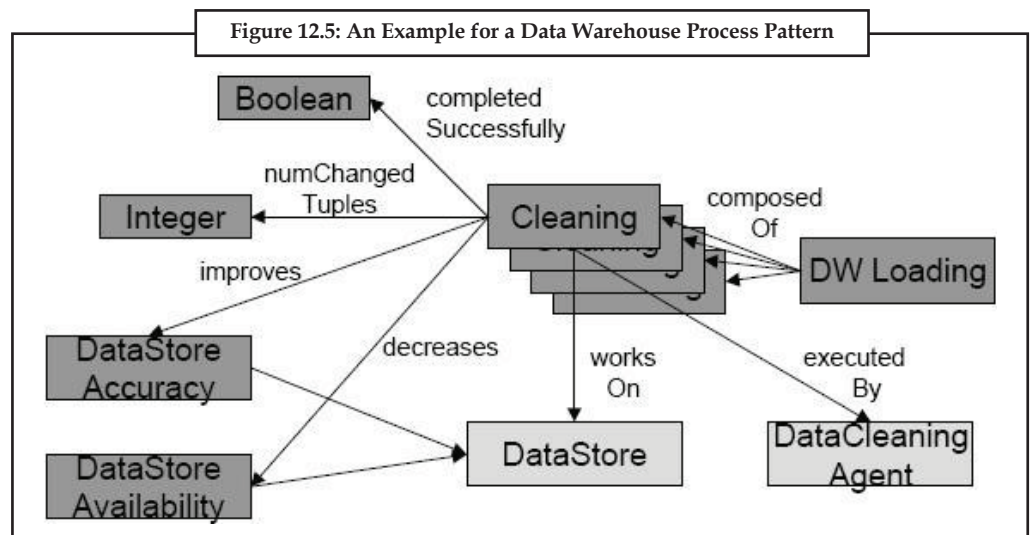 Figure 12.5: An Example for a Data Warehouse Process Pattern
Boolean
completed
Successfully
numChanged
Tuples
Integer
Cleaning
composed
Of
DW Loading
improves
DataStore
Accuracy
decreases
works
On
executed
By
DataStore
DataCleaning
Agent
DataStore
Availability